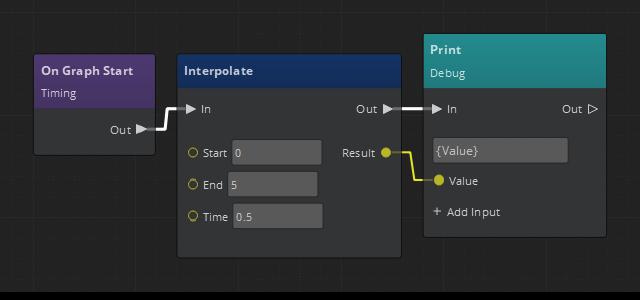 On Graph Start
Timing
Out
Interpolate
In
Out
Start 0
Result
End 5
Time 0.5
Print
Debug
In
Out
{Value}
Value
+ Add Input